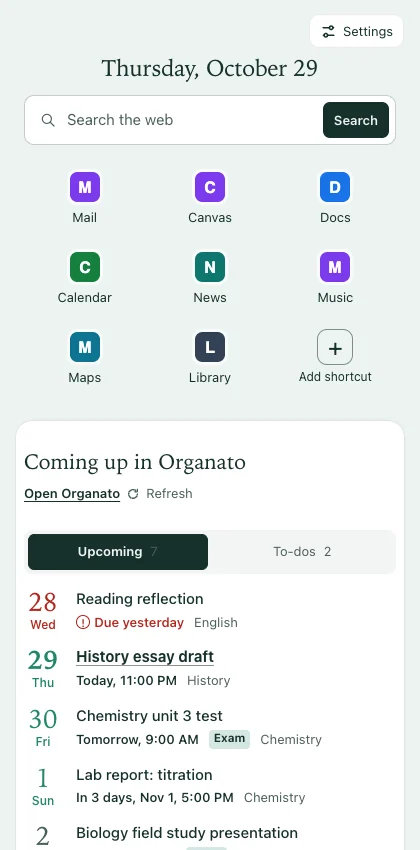 Settings
Thursday, October 29
Search the web
Search
M
C
D
Mail
Canvas
Docs
C
N
M
Calendar
News
Music
M
L
+
Maps
Library
Add shortcut
Coming up in Organato
Open Organato
Refresh
Upcoming 7
To-dos 2
28
Wed
Reading reflection
Due yesterday English
29
Thu
History essay draft
Today, 11:00 PM History
30
Fri
Chemistry unit 3 test
Tomorrow, 9:00 AM Exam Chemistry
1
Sun
Lab report: titration
In 3 days, Nov 1, 5:00 PM Chemistry
2
Biology field study presentation